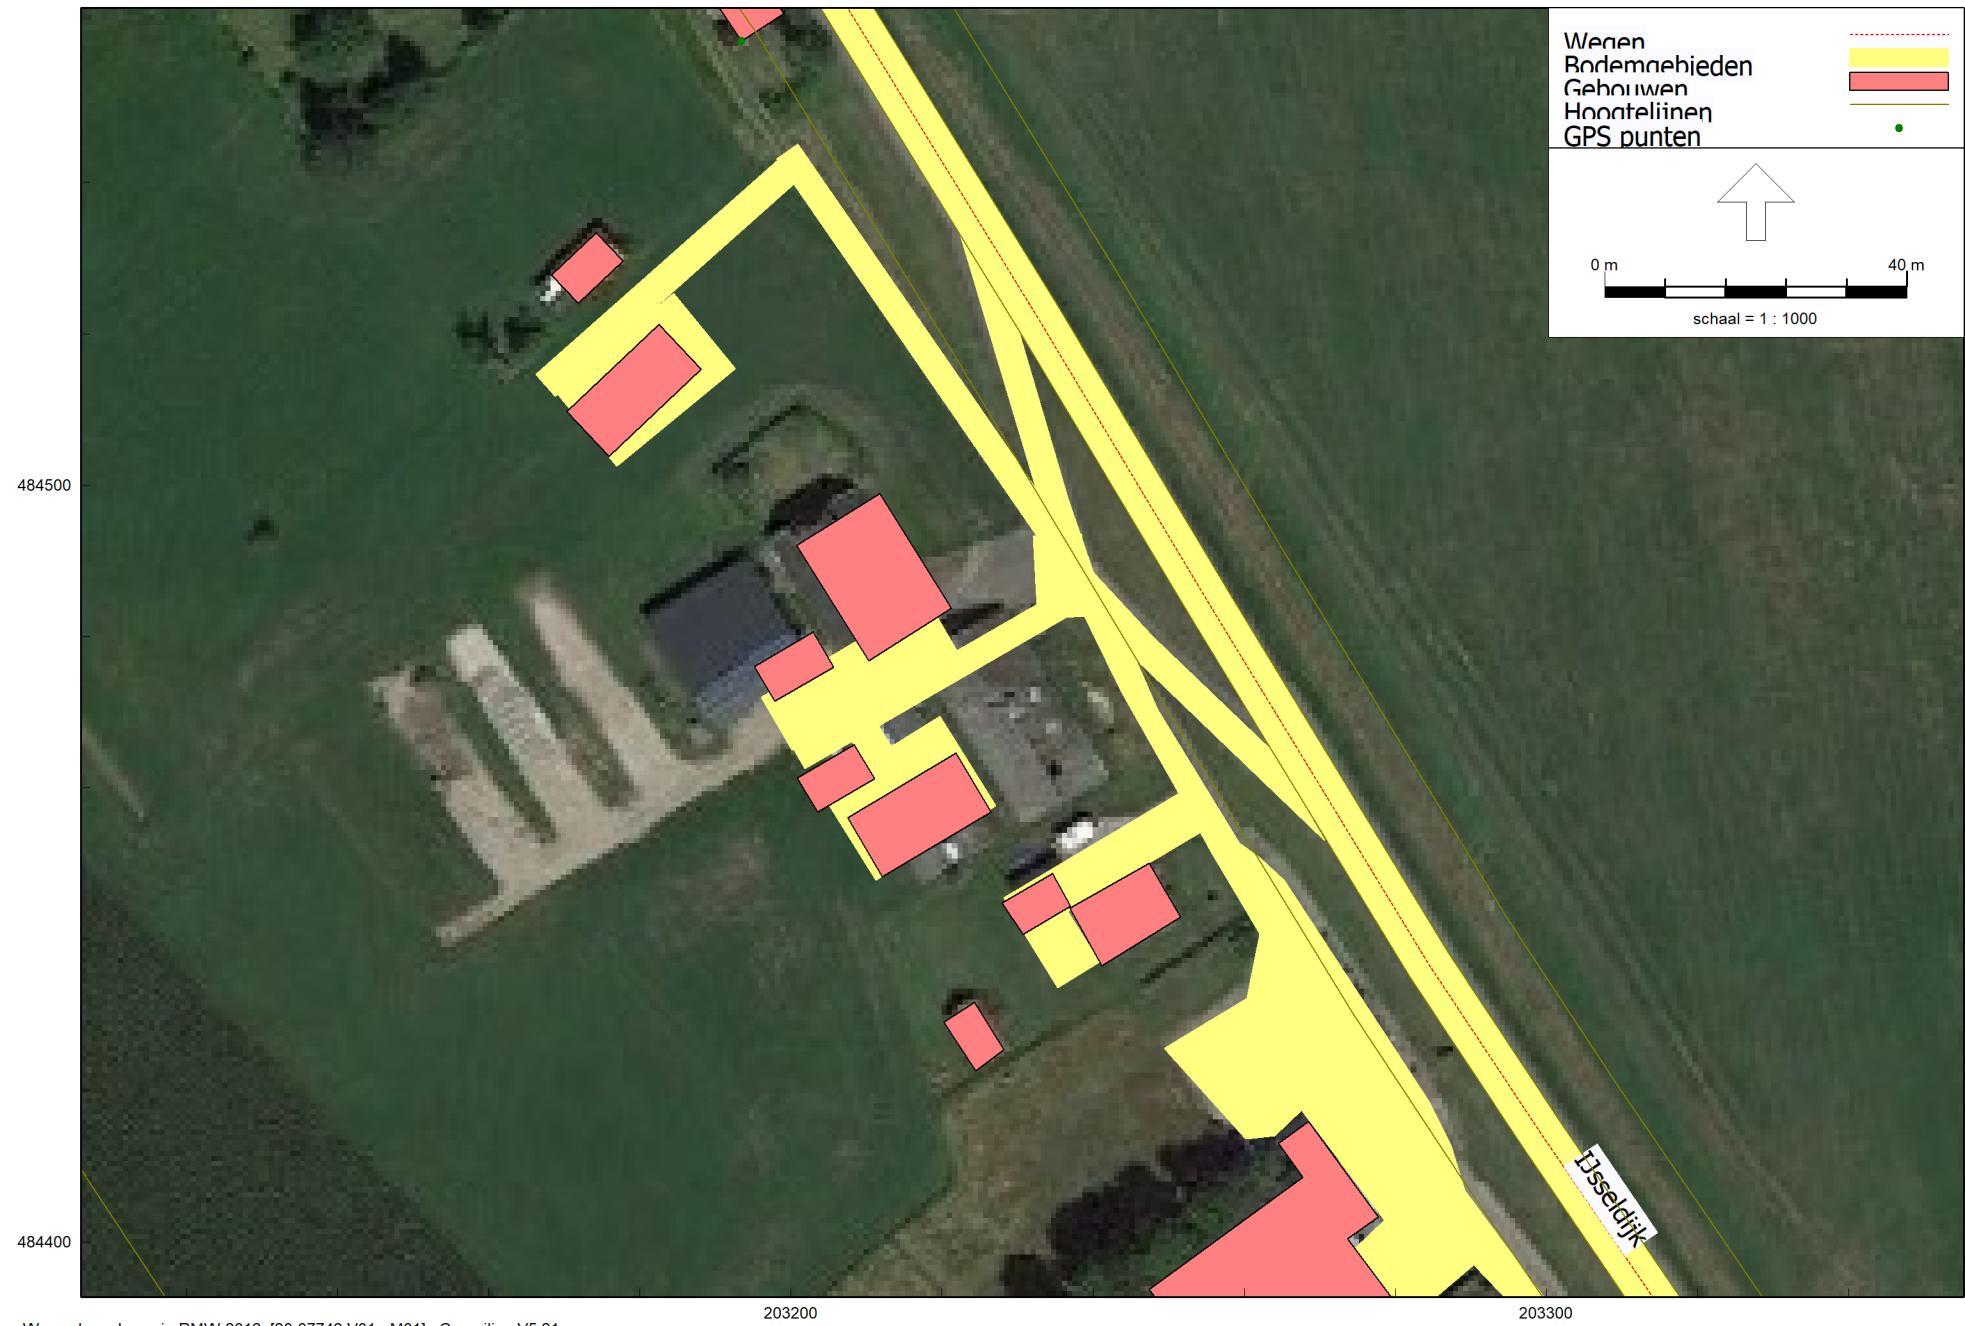 Wegen
Bodemgebieden
Gebouwen
Hoogtelijnen
GPS punten
0 m 40 m
schaal = 1 : 1000
484500
IJsseldijk
484400
203200 203300